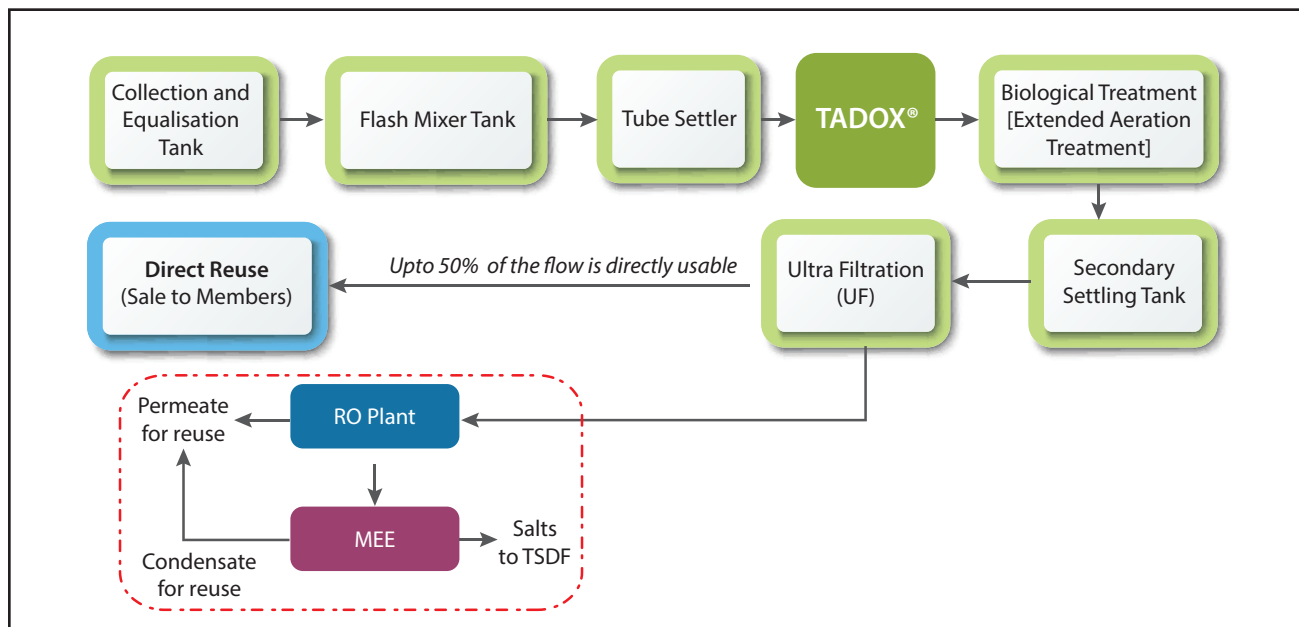 Collection and
Equalisation
Tank
Flash Mixer Tank
Tube Settler
TADOX®
Biological Treatment
[Extended Aeration
Treatment]
Direct Reuse
(Sale to Members)
Upto 50% of the flow is directly usable
Ultra Filtration
(UF)
Secondary
Settling Tank
Permeate
for reuse
RO Plant
MEE
Salts
to TSDF
Condensate
for reuse